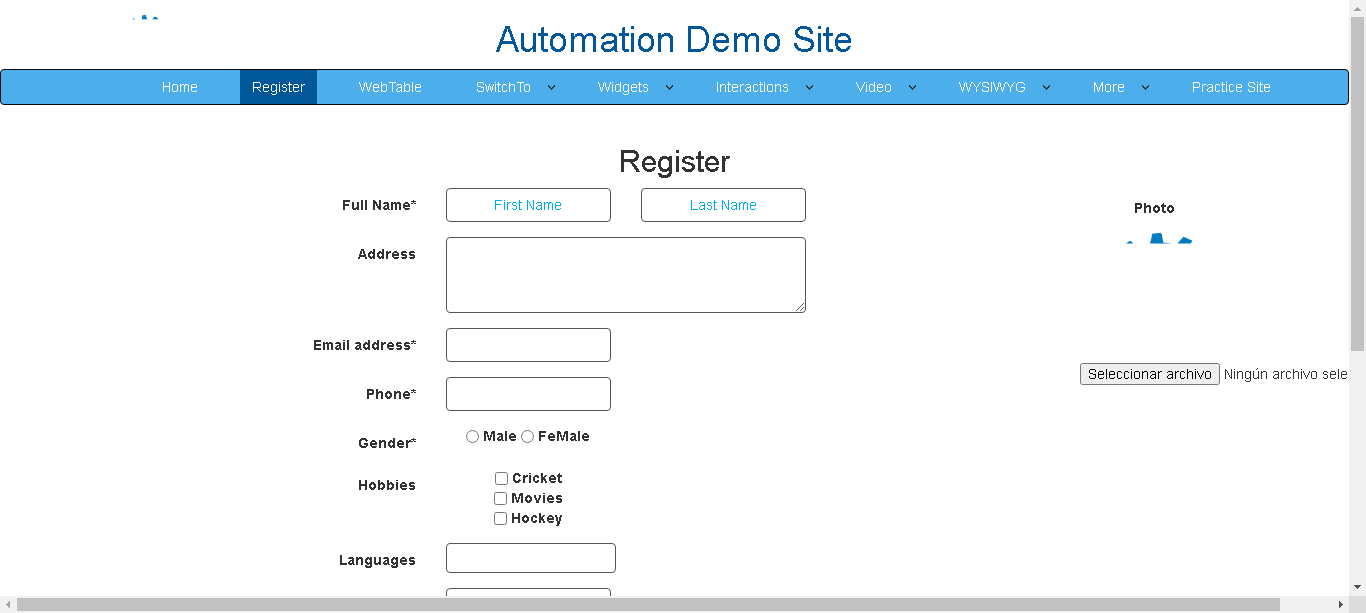 Automation Demo Site
Home Register WebTable SwitchTo Widgets Interactions Video WYSIWYG More Practice Site
Register
Full Name* First Name Last Name
Photo
Address
Email address*
Seleccionar archivo Ningún archivo sele
Phone*
Gender* Male FeMale
Hobbies Cricket
Movies
Hockey
Languages